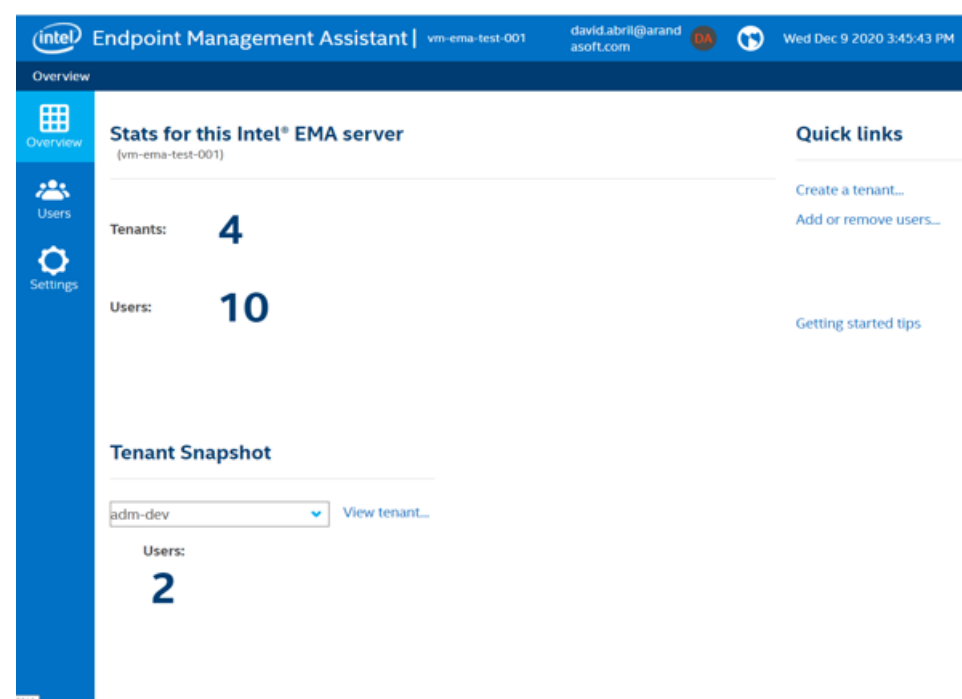 intel Endpoint Management Assistant | vm-ema-test-001 david.abril@arand DA Wed Dec 9 2020 3:45:43 PM
asoft.com
Overview
Overview
Users
Settings
Stats for this Intel® EMA server
(vm-ema-test-001)
Tenants: 4
Users: 10
Quick links
Create a tenant...
Add or remove users...
Getting started tips
Tenant Snapshot
adm-dev View tenant...
Users:
2